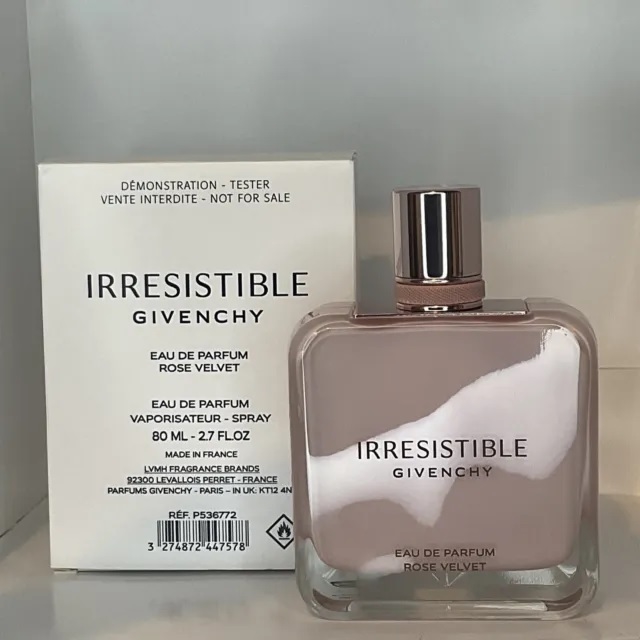 DÉMONSTRATION - TESTER
VENTE INTERDITE - NOT FOR SALE
IRRESISTIBLE
GIVENCHY
EAU DE PARFUM
ROSE VELVET
EAU DE PARFUM
VAPORISATEUR - SPRAY
80 ML - 2.7 FL.OZ
MADE IN FRANCE
LVMH FRAGRANCE BRANDS
92300 LEVALLOIS PERRET - FRANCE
PARFUMS GIVENCHY - PARIS - IN UK: KT12 4N
RÉF. P536772
3 274872 447578
IRRESISTIBLE
GIVENCHY
EAU DE PARFUM
ROSE VELVET